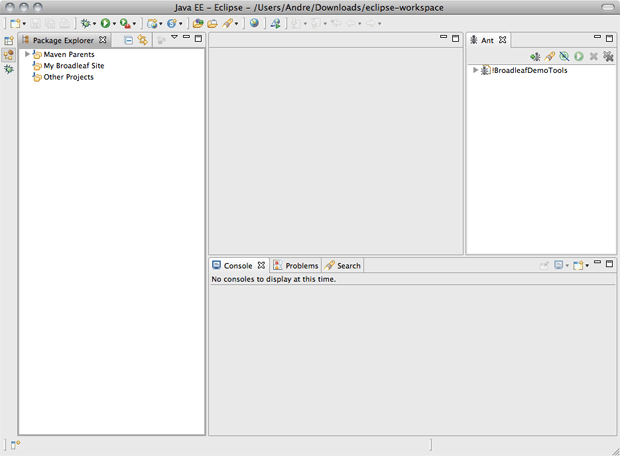 Java EE - Eclipse - /Users/Andre/Downloads/eclipse-workspace
Package Explorer
Maven Parents
My Broadleaf Site
Other Projects
Ant
!BroadleafDemoTools
Console Problems Search
No consoles to display at this time.